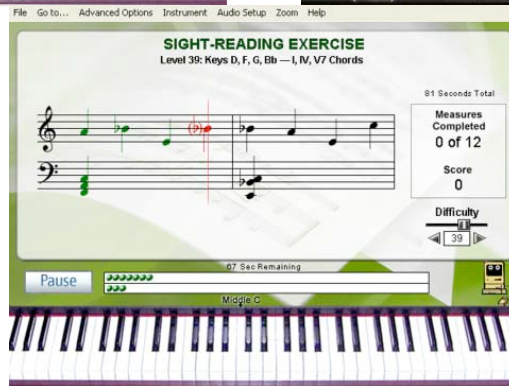 File Go to... Advanced Options Instrument Audio Setup Zoom Help
SIGHT-READING EXERCISE
Level 39: Keys D, F, G, Bb — I, IV, V7 Chords
81 Seconds Total
Measures
Completed
0 of 12
Score
0
Difficulty
39
67 Sec Remaining
Pause
Middle C